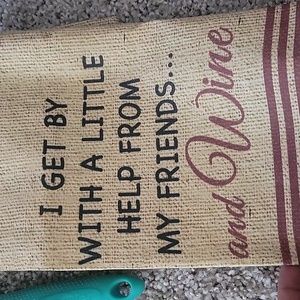 I GET BY
WITH A LITTLE
HELP FROM
MY FRIENDS....
and Wine